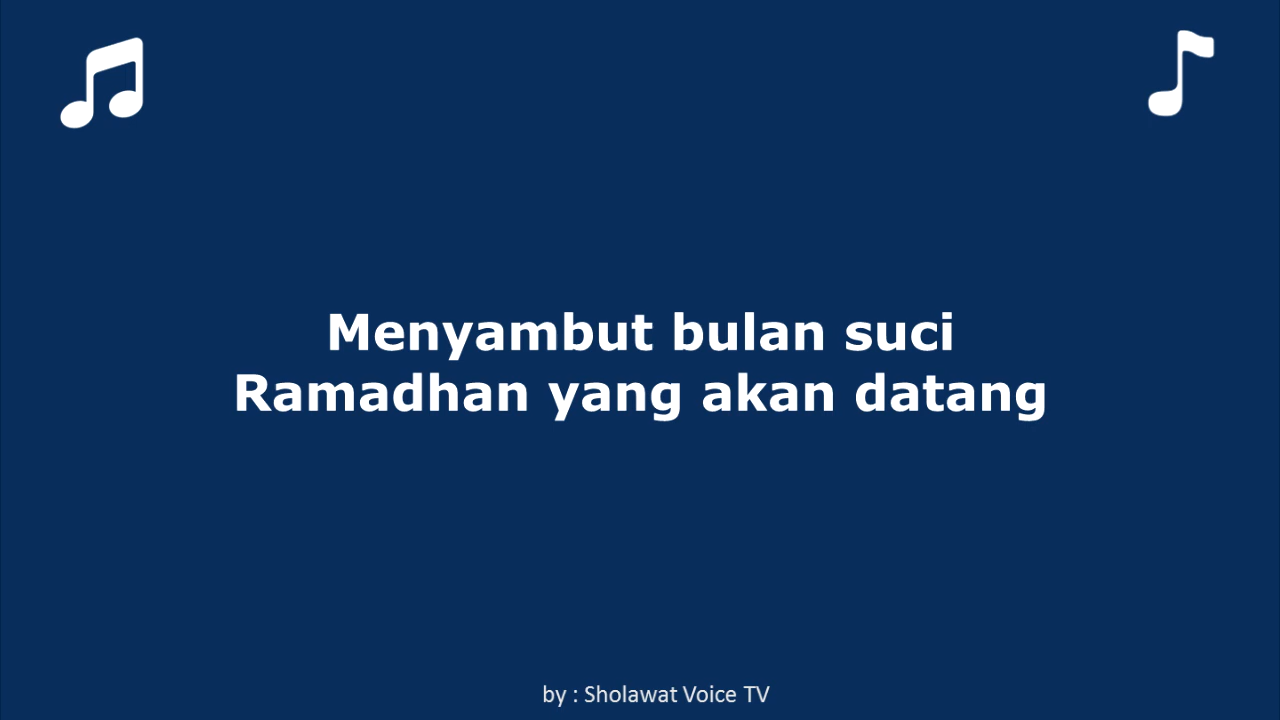 Menyambut bulan suci
Ramadhan yang akan datang
by : Sholawat Voice TV